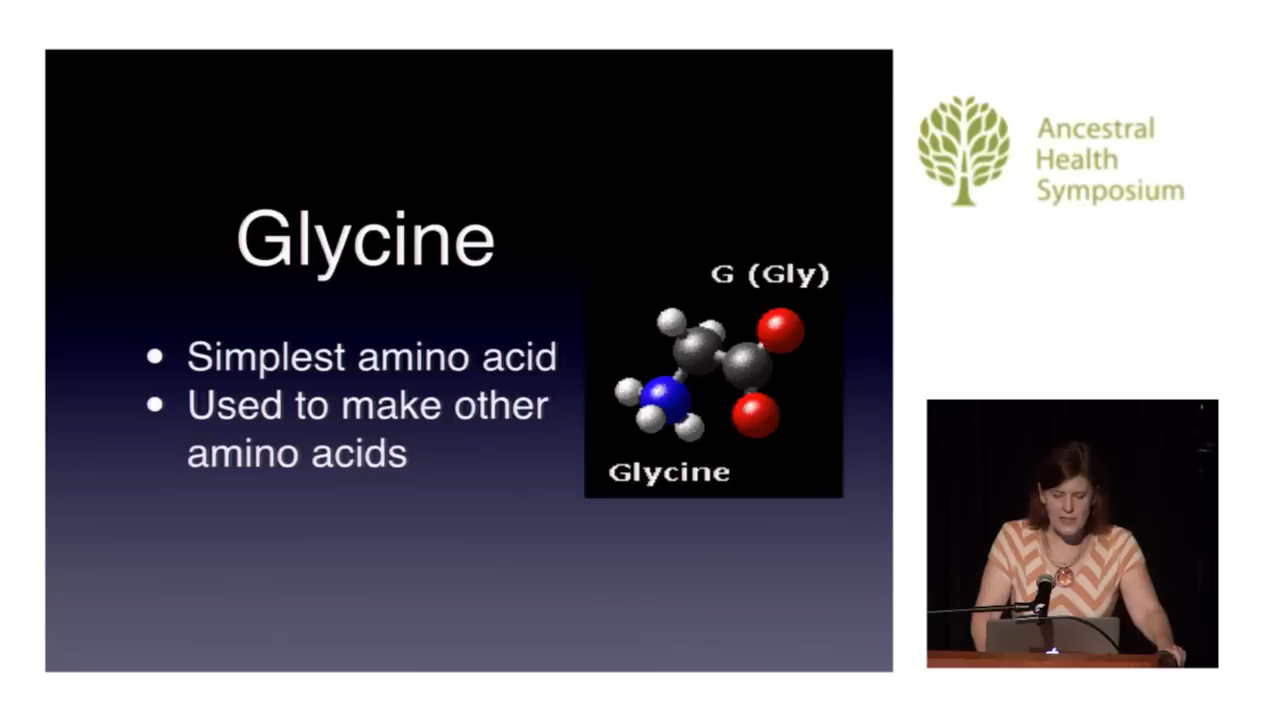 Glycine
• Simplest amino acid
• Used to make other
amino acids
G (Gly)
Glycine
Ancestral
Health
Symposium